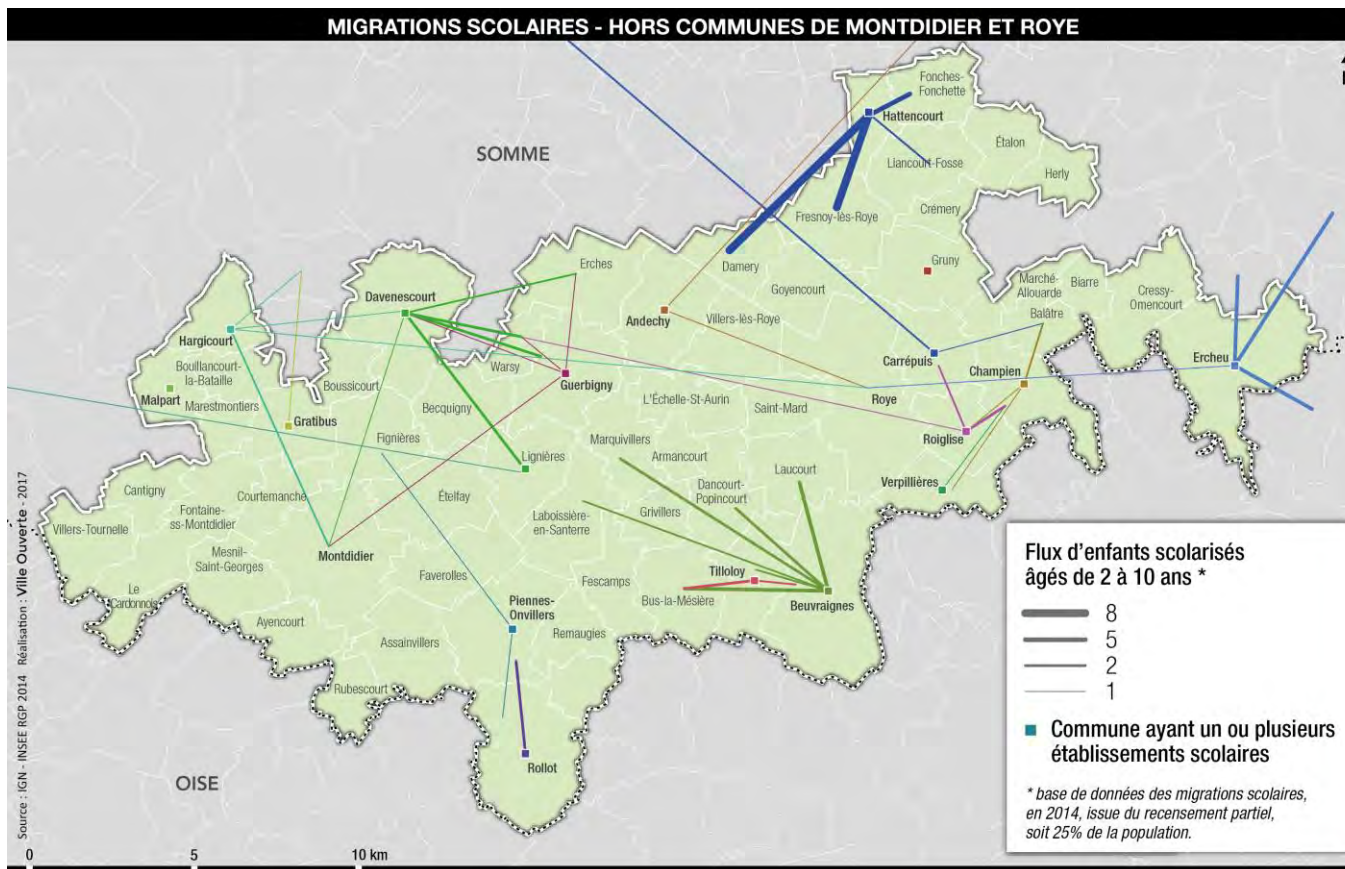 MIGRATIONS SCOLAIRES - HORS COMMUNES DE MONTDIDIER ET ROYE
SOMME
Fonches-
Fonchette
Hattencourt
Étalon
Liancourt-Fosse
Herly
Fresnoy-lès-Roye
Crémery
Damery
Gruny
Goyencourt
Erches
Marché-
Allouarde
Biarre
Cressy-
Omencourt
Balâtre
Davenescourt
Andechy
Villers-lès-Roye
Hargicourt
Carrépuis
Ercheu
Bouillancourt-
la-Bataille
Boussicourt
Warsy
Guerbigny
Champien
Malpart
Marestmontiers
Becquigny
L'Échelle-St-Aurin
Saint-Mard
Roye
Gratibus
Fignières
Marquivillers
Armancourt
Roiglise
Lignières
Laucourt
Verpillières
Cantigny
Courtemanche
Ételfay
Dancourt-
Popincourt
Villers-Tournelle
Fontaine-
ss-Montdidier
Laboissière-
en-Santerre
Grivillers
Mesnil-
Saint-Georges
Montdidier
Faverolles
Fescamps
Tilloloy
Bus-la-Mésière
Beuvraignes
Le
Cardonnois
Ayencourt
Piennes-
Onvillers
Remaugies
Assainvillers
Rubescourt
Rollot
OISE
Source : IGN - INSEE RGP 2014 Réalisation : Ville Ouverte - 2017
0 5 10 km
Flux d'enfants scolarisés
âgés de 2 à 10 ans *
8
5
2
1
Commune ayant un ou plusieurs
établissements scolaires
* base de données des migrations scolaires,
en 2014, issue du recensement partiel,
soit 25% de la population.